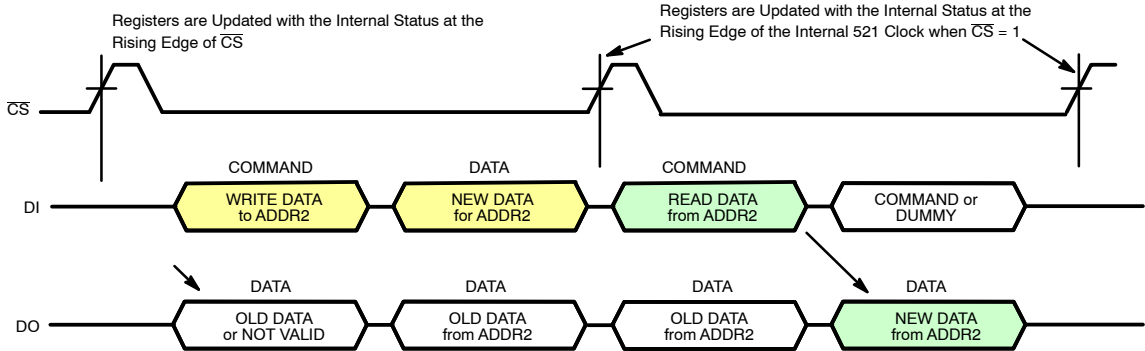 Registers are Updated with the Internal Status at the
Rising Edge of C̅S̅
Registers are Updated with the Internal Status at the
Rising Edge of the Internal 521 Clock when C̅S̅ = 1
C̅S̅
COMMAND
DATA
COMMAND
DI
WRITE DATA
to ADDR2
NEW DATA
for ADDR2
READ DATA
from ADDR2
COMMAND or
DUMMY
DATA
DATA
DATA
DATA
DO
OLD DATA
or NOT VALID
OLD DATA
from ADDR2
OLD DATA
from ADDR2
NEW DATA
from ADDR2